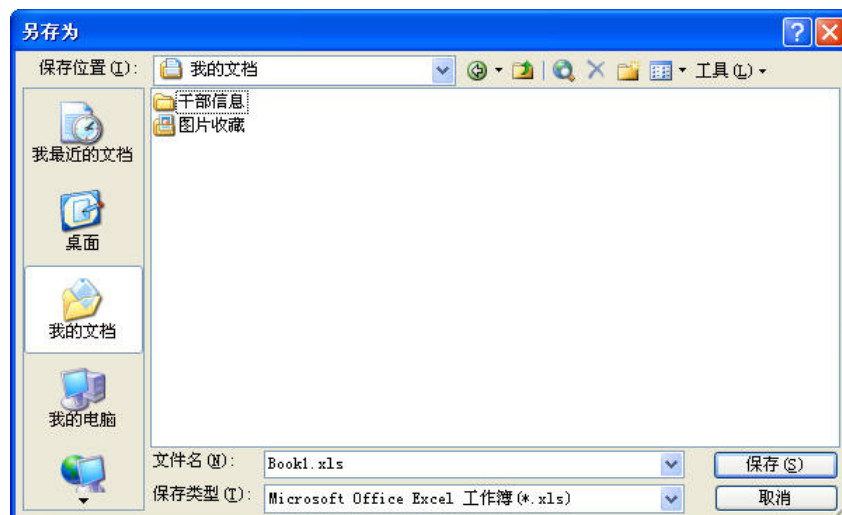 另存为
保存位置(I):
我的文档
工具(L)
我最近的文档
桌面
我的文档
我的电脑
干部信息
图片收藏
文件名(N):
Book1.xls
保存(S)
保存类型(T):
Microsoft Office Excel 工作簿(*.xls)
取消